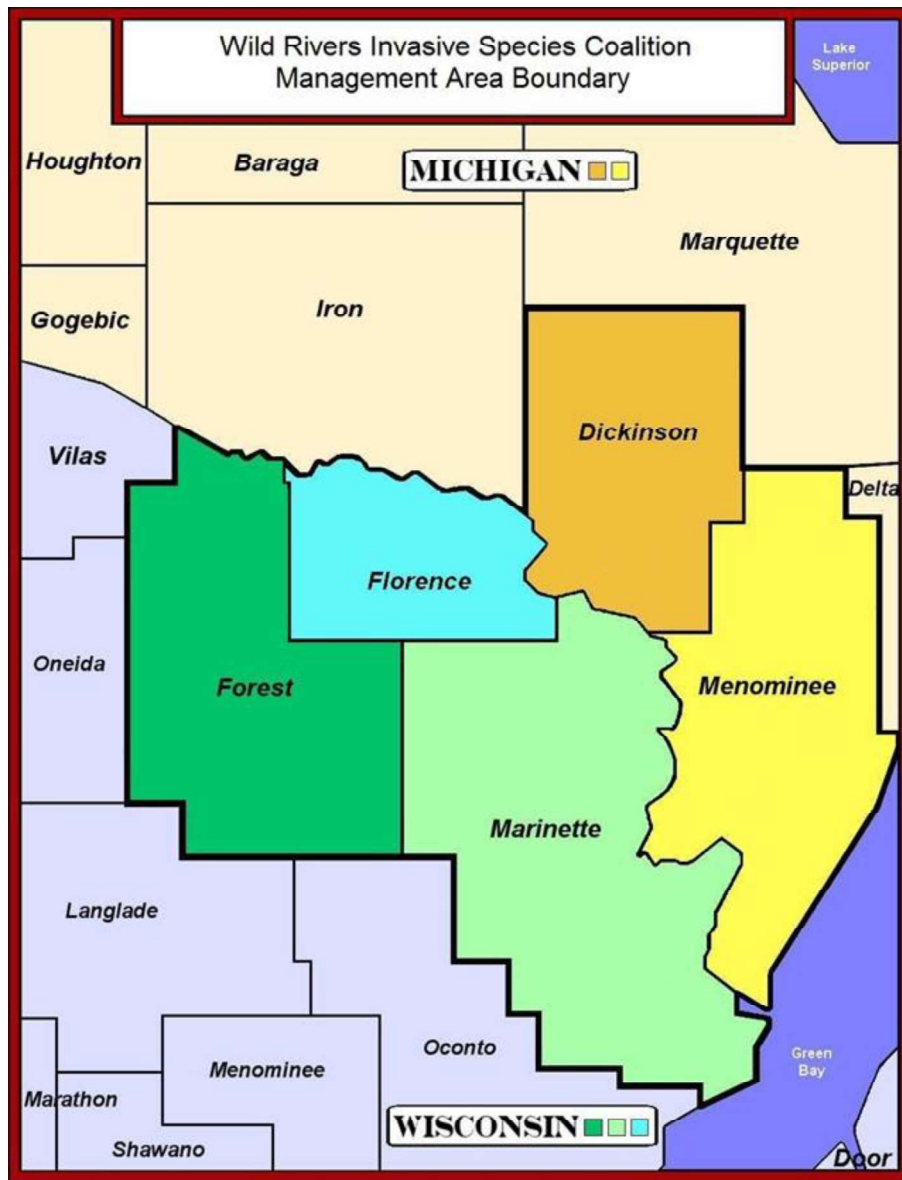 Wild Rivers Invasive Species Coalition
Management Area Boundary
Lake
Superior
Houghton
Baraga
MICHIGAN
Marquette
Iron
Gogebic
Dickinson
Vilas
Delta
Florence
Oneida
Forest
Menominee
Marinette
Langlade
Oconto
Green
Bay
Menominee
Marathon
WISCONSIN
Shawano
Door